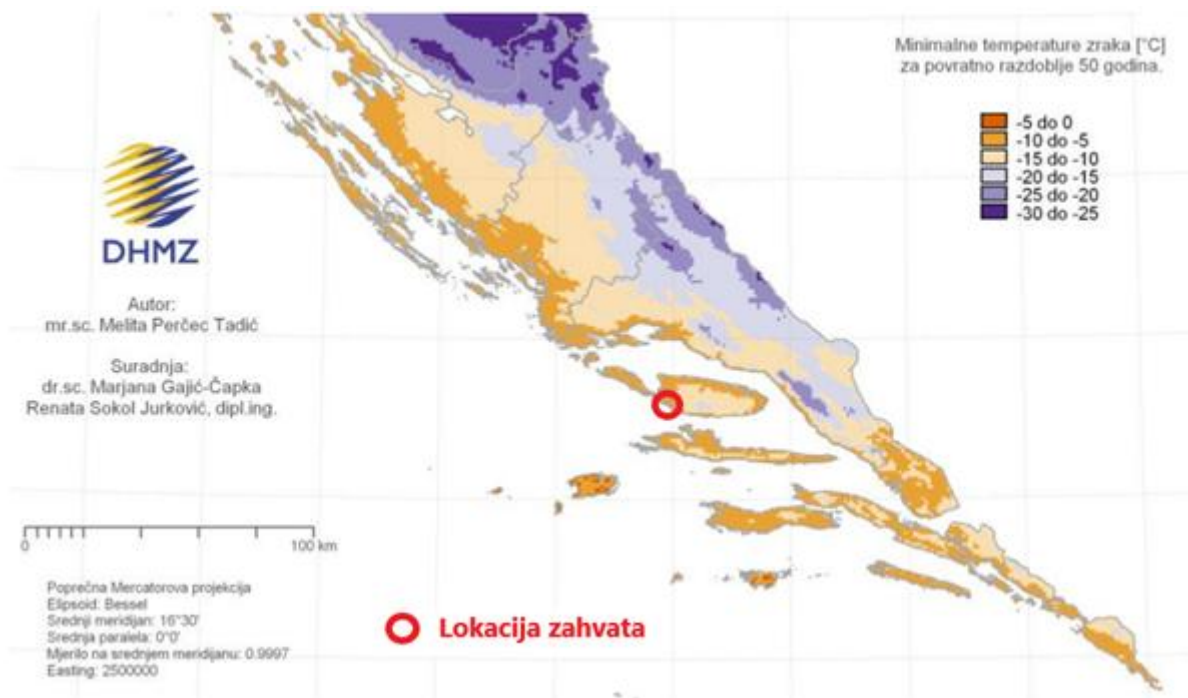 Minimalne temperature zraka [°C]
za povratno razdoblje 50 godina.
-5 do 0
-10 do -5
-15 do -10
-20 do -15
-25 do -20
-30 do -25
DHMZ
Autor:
mr.sc. Melita Perčec Tadić
Suradnja:
dr.sc. Marjana Gajić-Čapka
Renata Sokol Jurković, dipl.ing.
0 100 km
Poprečna Mercatorova projekcija
Elipsoid: Bessel
Srednji meridijan: 16°30'
Srednja paralela: 0°0'
Mjerilo na srednjem meridijanu: 0.9997
Easting: 2500000
Lokacija zahvata